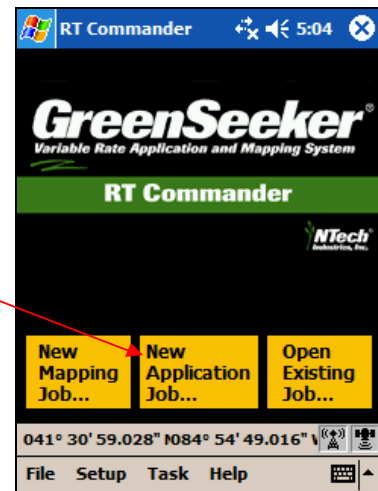 RT Commander 5:04
GreenSeeker®
Variable Rate Application and Mapping System
RT Commander
NTech®
Industries, Inc.
New Mapping Job...
New Application Job...
Open Existing Job...
041° 30' 59.028" N084° 54' 49.016" W
File Setup Task Help